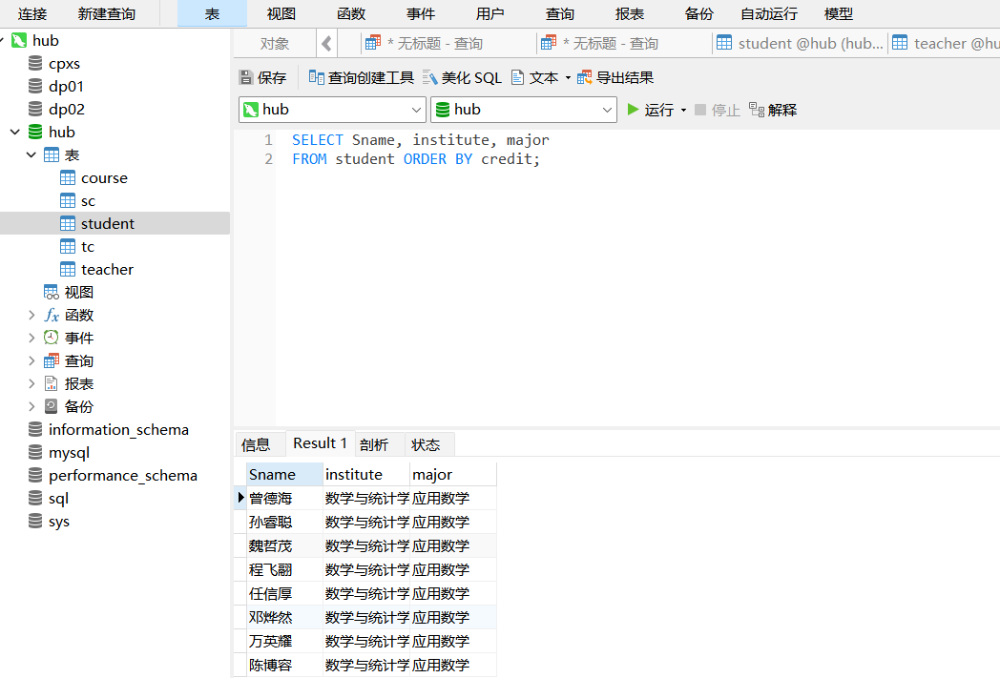 连接 新建查询 表 视图 函数 事件 用户 查询 报表 备份 自动运行 模型
hub
cpxs
dp01
dp02
hub
表
course
sc
student
tc
teacher
视图
函数
事件
查询
报表
备份
information_schema
mysql
performance_schema
sql
sys
对象 * 无标题 - 查询 * 无标题 - 查询 student @hub (hub... teacher @hu
保存 查询创建工具 美化 SQL 文本 导出结果
hub hub 运行 停止 解释
1 SELECT Sname, institute, major
2 FROM student ORDER BY credit;
信息 Result 1 剖析 状态
Sname institute major
曾德海 数学与统计学 应用数学
孙睿聪 数学与统计学 应用数学
魏哲茂 数学与统计学 应用数学
程飞翮 数学与统计学 应用数学
任信厚 数学与统计学 应用数学
邓烨然 数学与统计学 应用数学
万英耀 数学与统计学 应用数学
陈博容 数学与统计学 应用数学